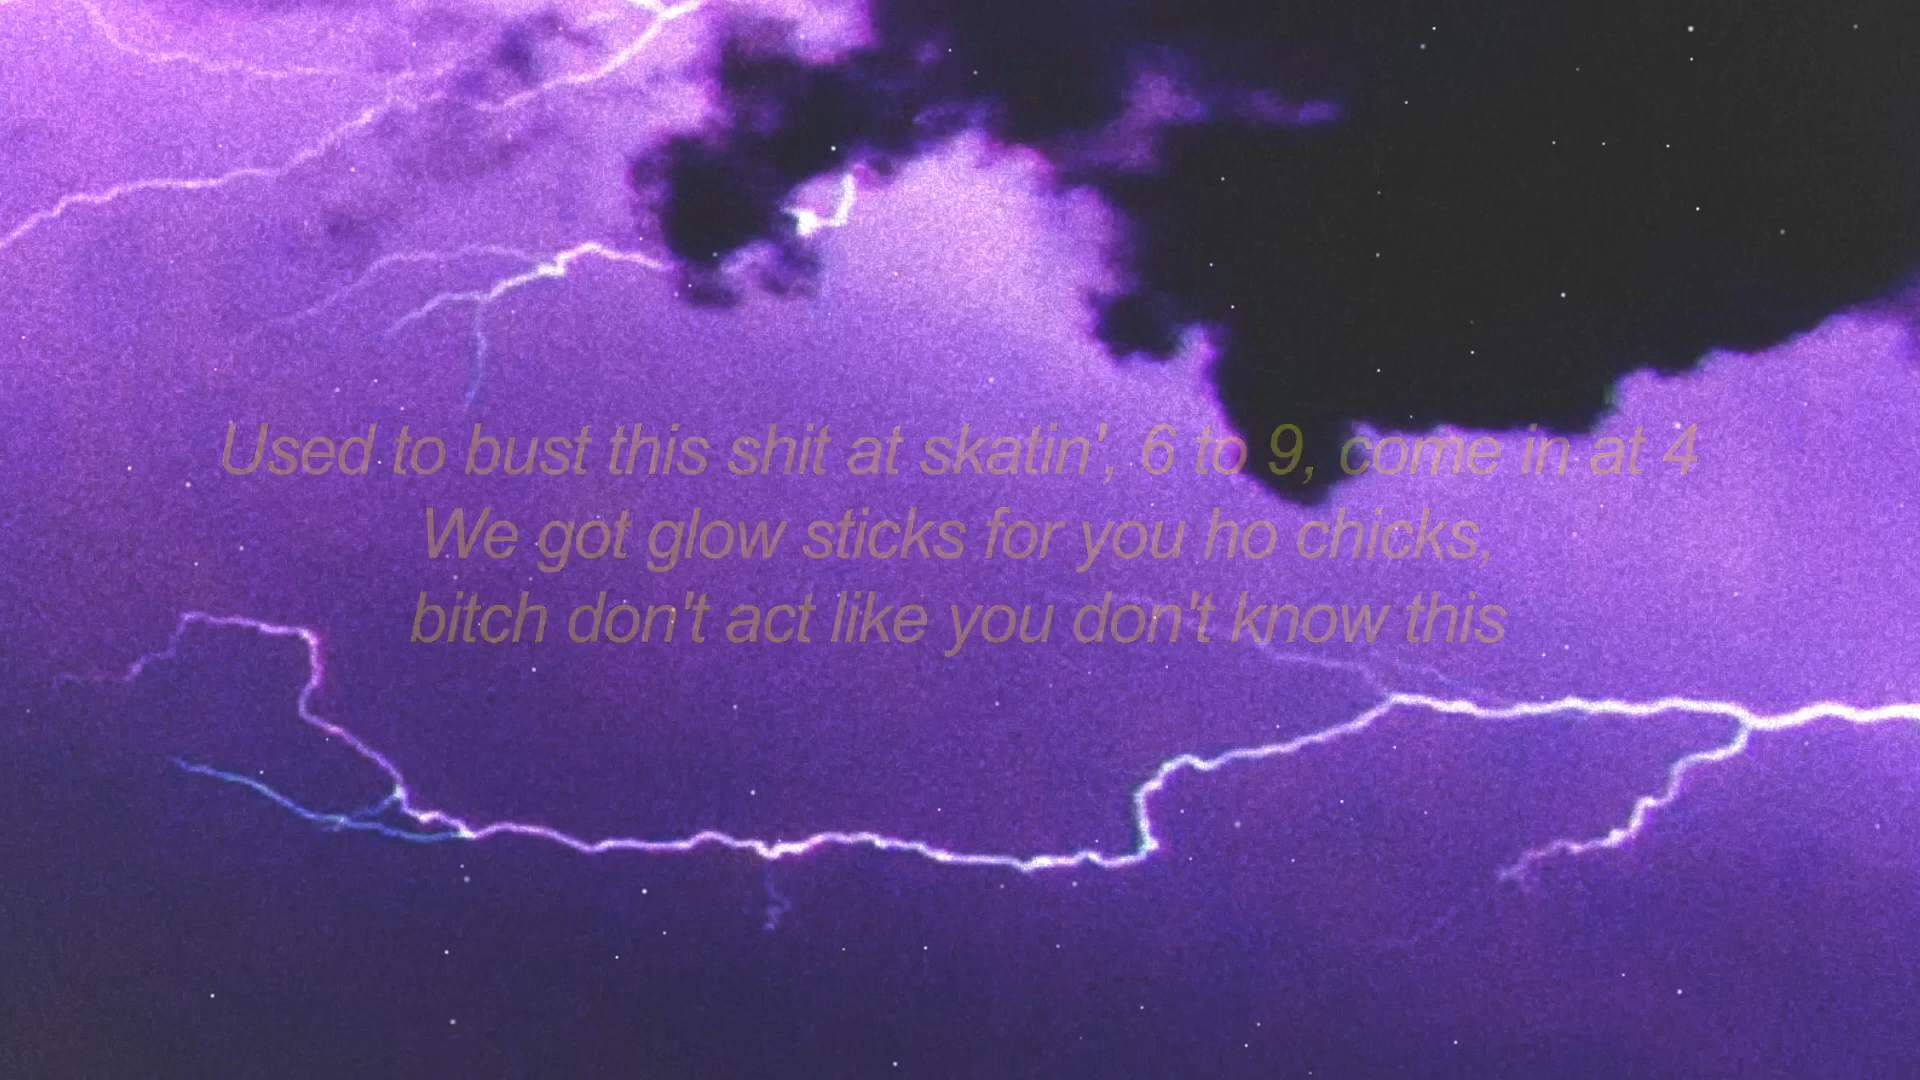 Used to bust this shit at skatin', 6 to 9, come in at 4
We got glow sticks for you ho chicks,
bitch don't act like you don't know this